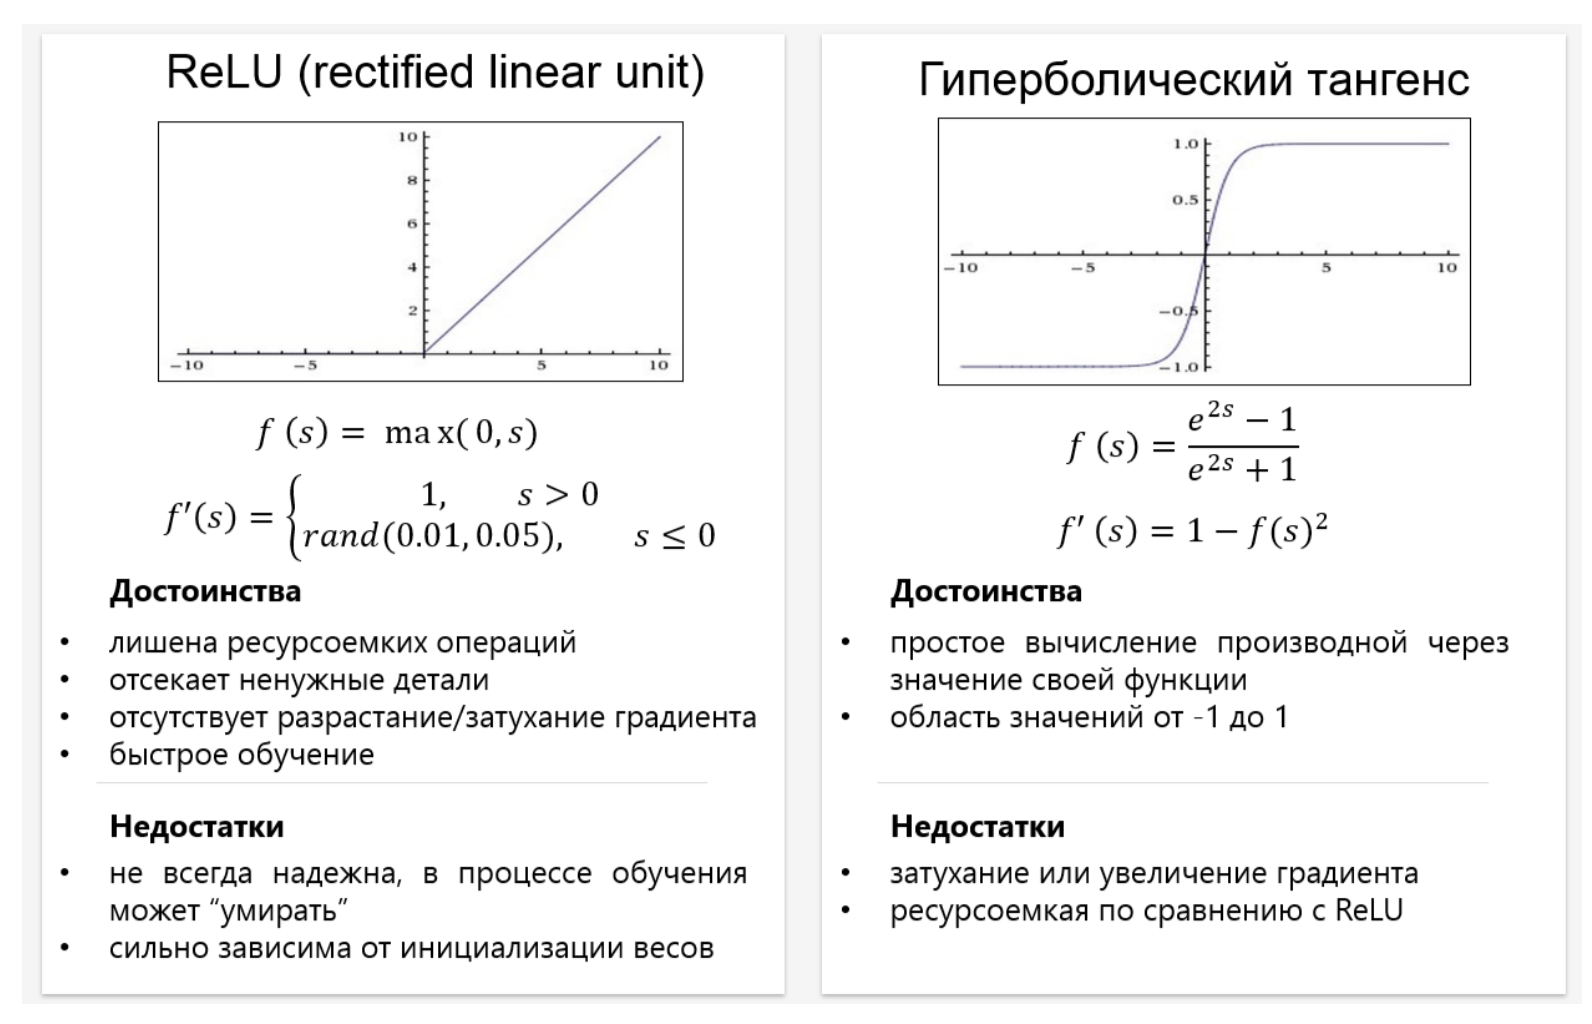 ReLU (rectified linear unit)
10
8
6
4
2
−10 −5 5 10
f (s) = max( 0, s)
f′(s) = { 1, s > 0
rand(0.01, 0.05), s ≤ 0
Достоинства
• лишена ресурсоемких операций
• отсекает ненужные детали
• отсутствует разрастание/затухание градиента
• быстрое обучение
Недостатки
• не всегда надежна, в процессе обучения
может “умирать”
• сильно зависима от инициализации весов
Гиперболический тангенс
1.0
0.5
−10 −5 5 10
−0.5
−1.0
f (s) = (e^{2s} − 1) / (e^{2s} + 1)
f′ (s) = 1 − f(s)²
Достоинства
• простое вычисление производной через
значение своей функции
• область значений от -1 до 1
Недостатки
• затухание или увеличение градиента
• ресурсоемкая по сравнению с ReLU